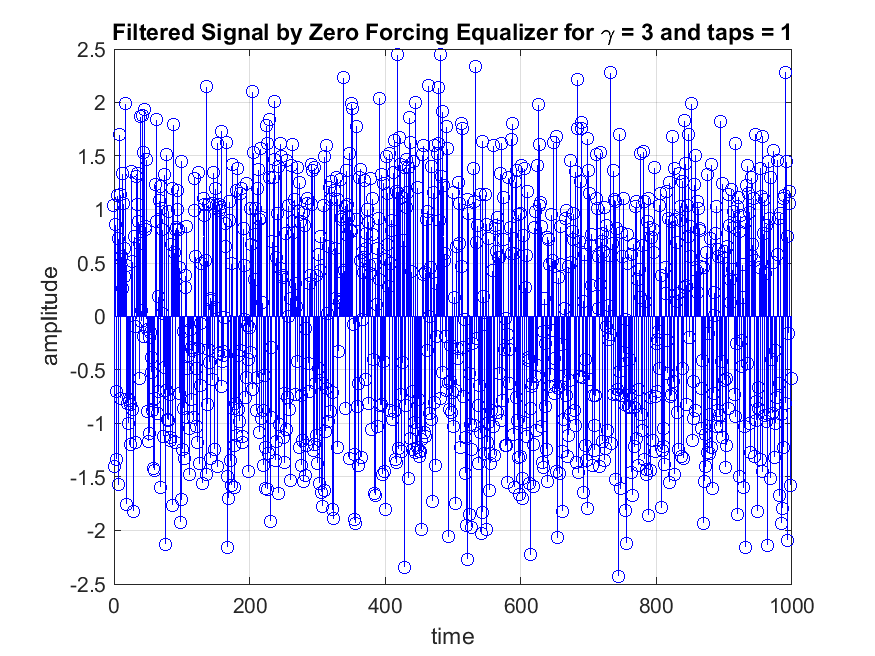 Filtered Signal by Zero Forcing Equalizer for γ = 3 and taps = 1
2.5
2
1.5
1
0.5
0
-0.5
-1
-1.5
-2
-2.5
amplitude
0 200 400 600 800 1000
time